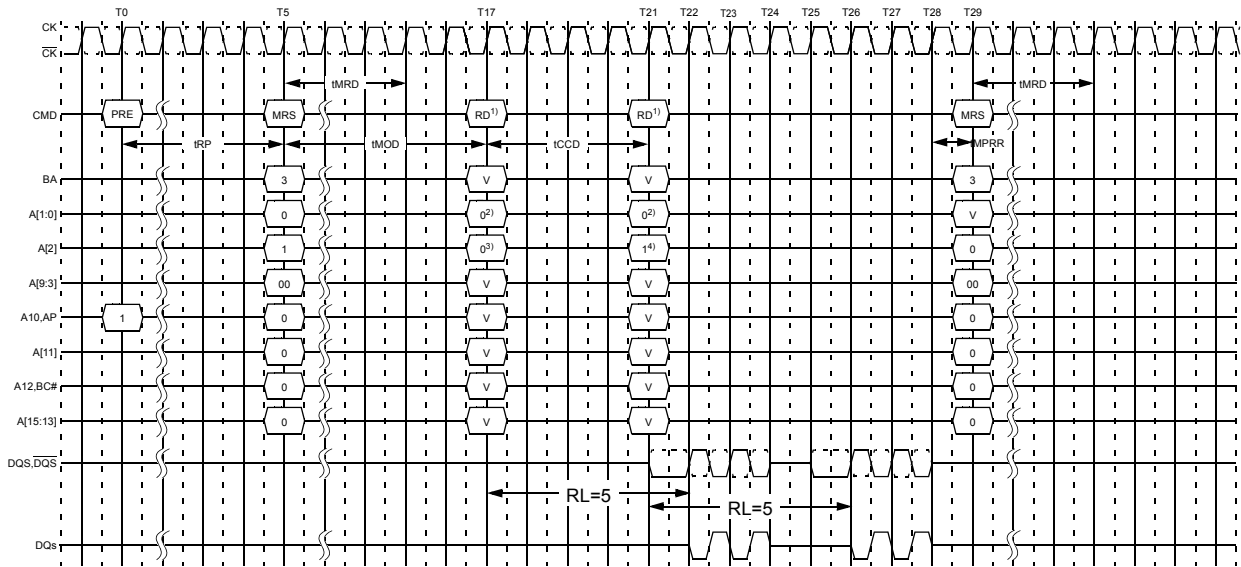 T0 T5 T17 T21 T22 T23 T24 T25 T26 T27 T28 T29
CK
CK
tMRD tMRD
CMD PRE MRS RD1) RD1) MRS
tRP tMOD tCCD tMPRR
BA 3 V V 3
A[1:0] 0 02) 02) V
A[2] 1 03) 14) 0
A[9:3] 00 V V 00
A10,AP 1 0 V V 0
A[11] 0 V V 0
A12,BC# 0 V V 0
A[15:13] 0 V V 0
DQS,DQS
RL=5
RL=5
DQs